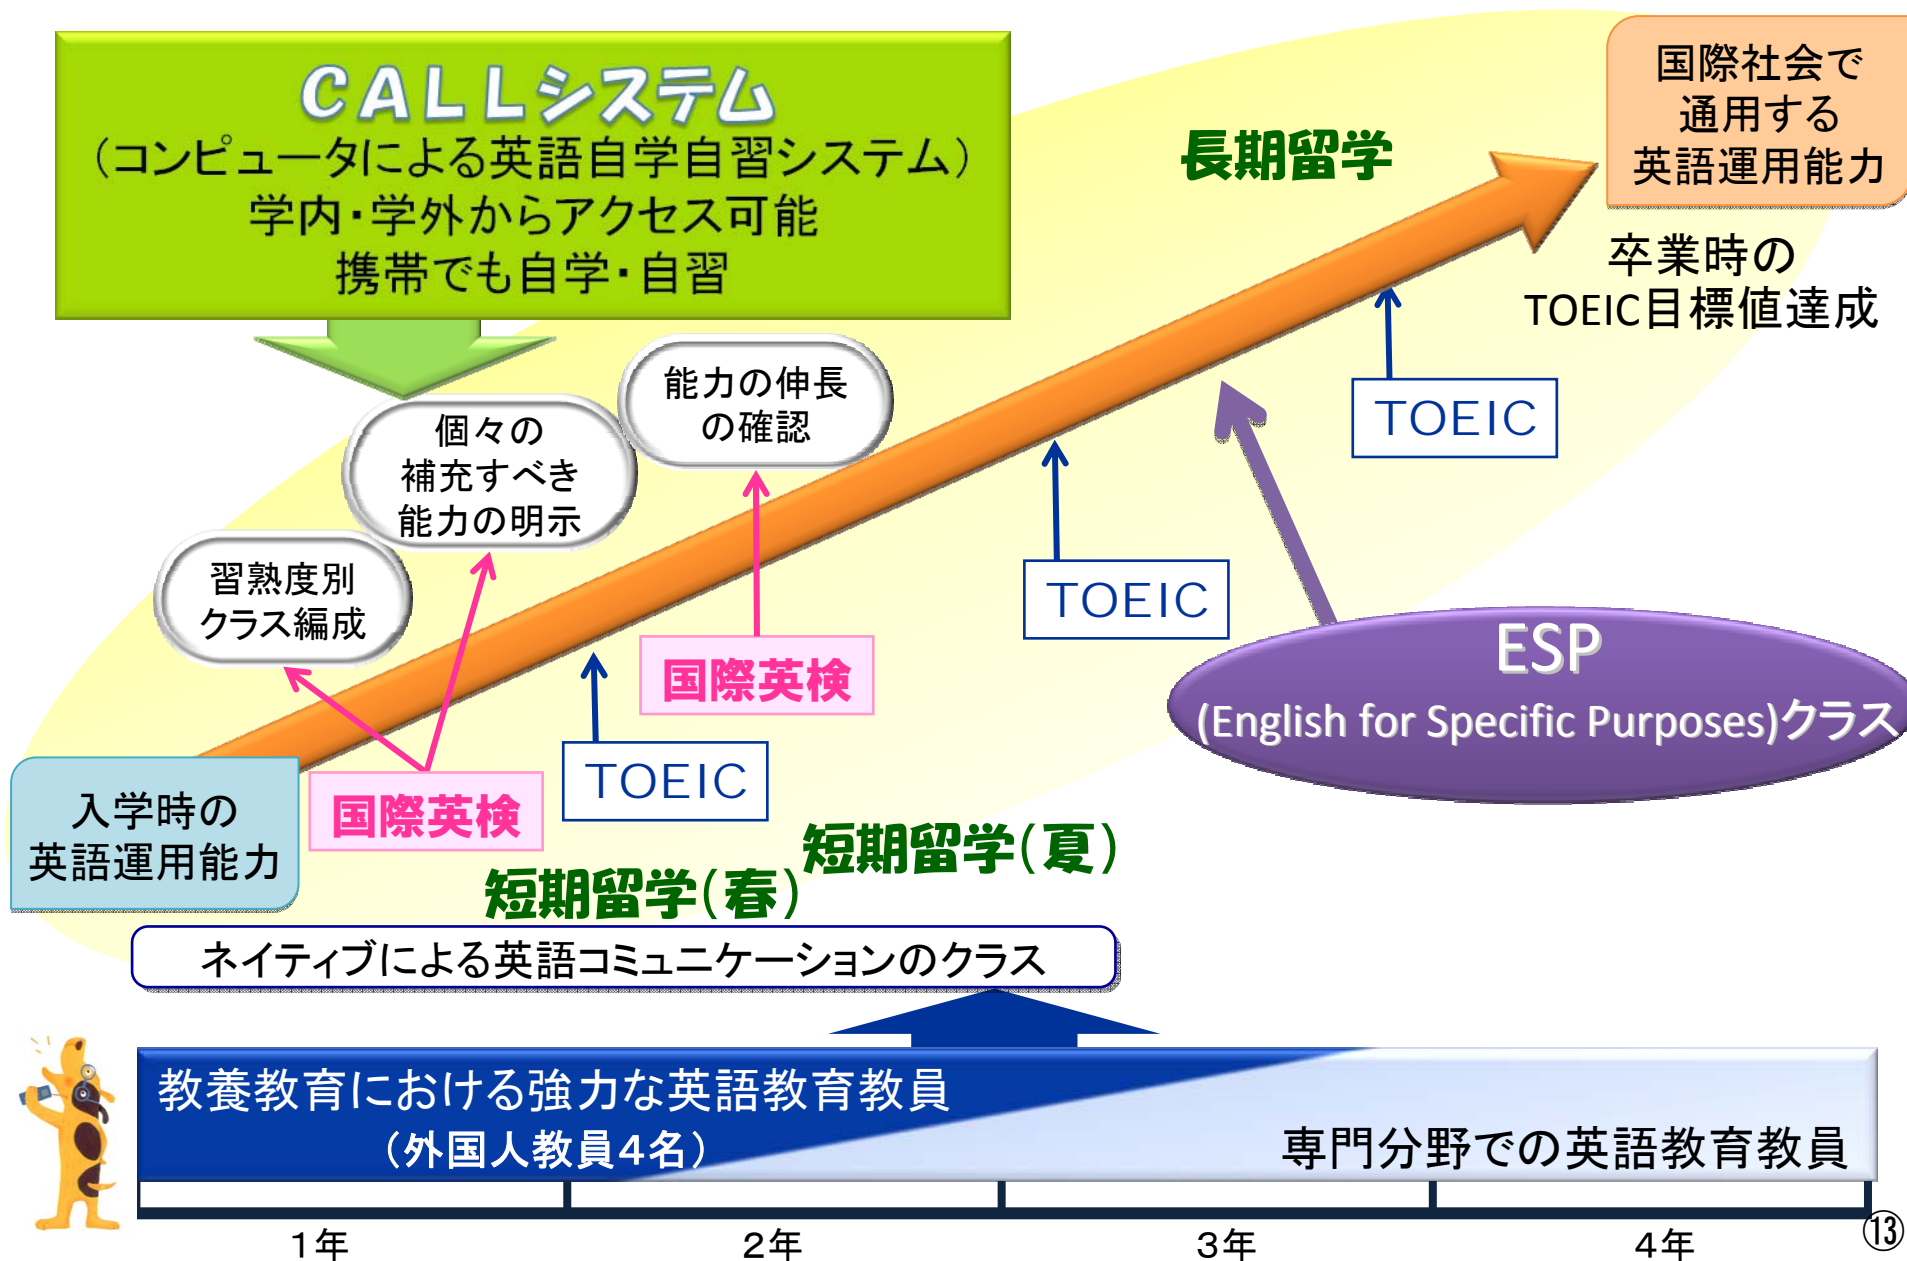 CALLシステム
(コンピュータによる英語自学自習システム)
学内・学外からアクセス可能
携帯でも自学・自習
国際社会で
通用する
英語運用能力
長期留学
卒業時の
TOEIC目標値達成
能力の伸長
の確認
個々の
補充すべき
能力の明示
習熟度別
クラス編成
TOEIC
TOEIC
国際英検
ESP
(English for Specific Purposes)クラス
TOEIC
国際英検
入学時の
英語運用能力
短期留学(夏)
短期留学(春)
ネイティブによる英語コミュニケーションのクラス
教養教育における強力な英語教育教員
(外国人教員4名)
専門分野での英語教育教員
1年
2年
3年
4年
⑬